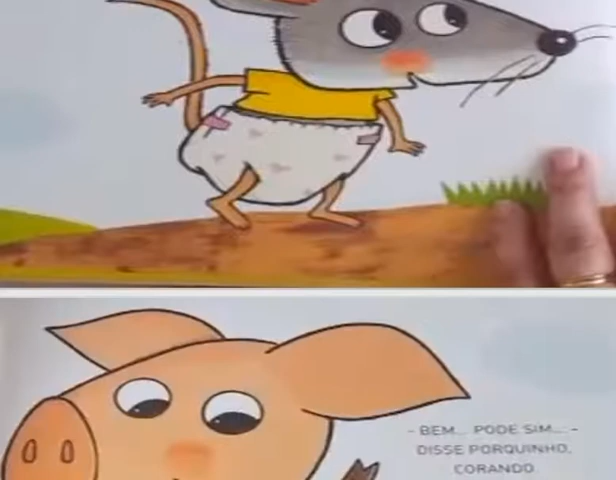 - BEM... PODE SIM... -
DISSE PORQUINHO,
CORANDO.